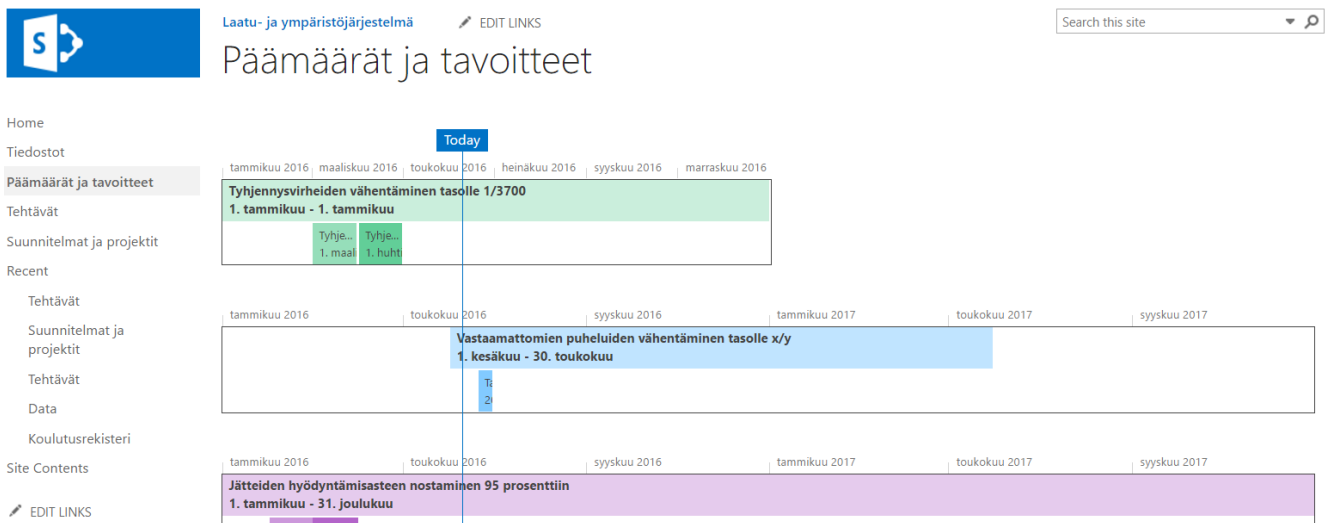 Laatu- ja ympäristöjärjestelmä EDIT LINKS
Search this site
Päämäärät ja tavoitteet
Home
Tiedostot
Päämäärät ja tavoitteet
Tehtävät
Suunnitelmat ja projektit
Recent
Tehtävät
Suunnitelmat ja
projektit
Tehtävät
Data
Koulutusrekisteri
Site Contents
EDIT LINKS
Today
tammikuu 2016 maaliskuu 2016 toukokuu 2016 heinäkuu 2016 syyskuu 2016 marraskuu 2016
Tyhjennysvirheiden vähentäminen tasolle 1/3700
1. tammikuu - 1. tammikuu
Tyhje... Tyhje...
1. maal 1. huht
tammikuu 2016 toukokuu 2016 syyskuu 2016 tammikuu 2017 toukokuu 2017 syyskuu 2017
Vastaamattomien puheluiden vähentäminen tasolle x/y
1. kesäkuu - 30. toukokuu
Ta
20
tammikuu 2016 toukokuu 2016 syyskuu 2016 tammikuu 2017 toukokuu 2017 syyskuu 2017
Jätteiden hyödyntämisasteen nostaminen 95 prosenttiin
1. tammikuu - 31. joulukuu